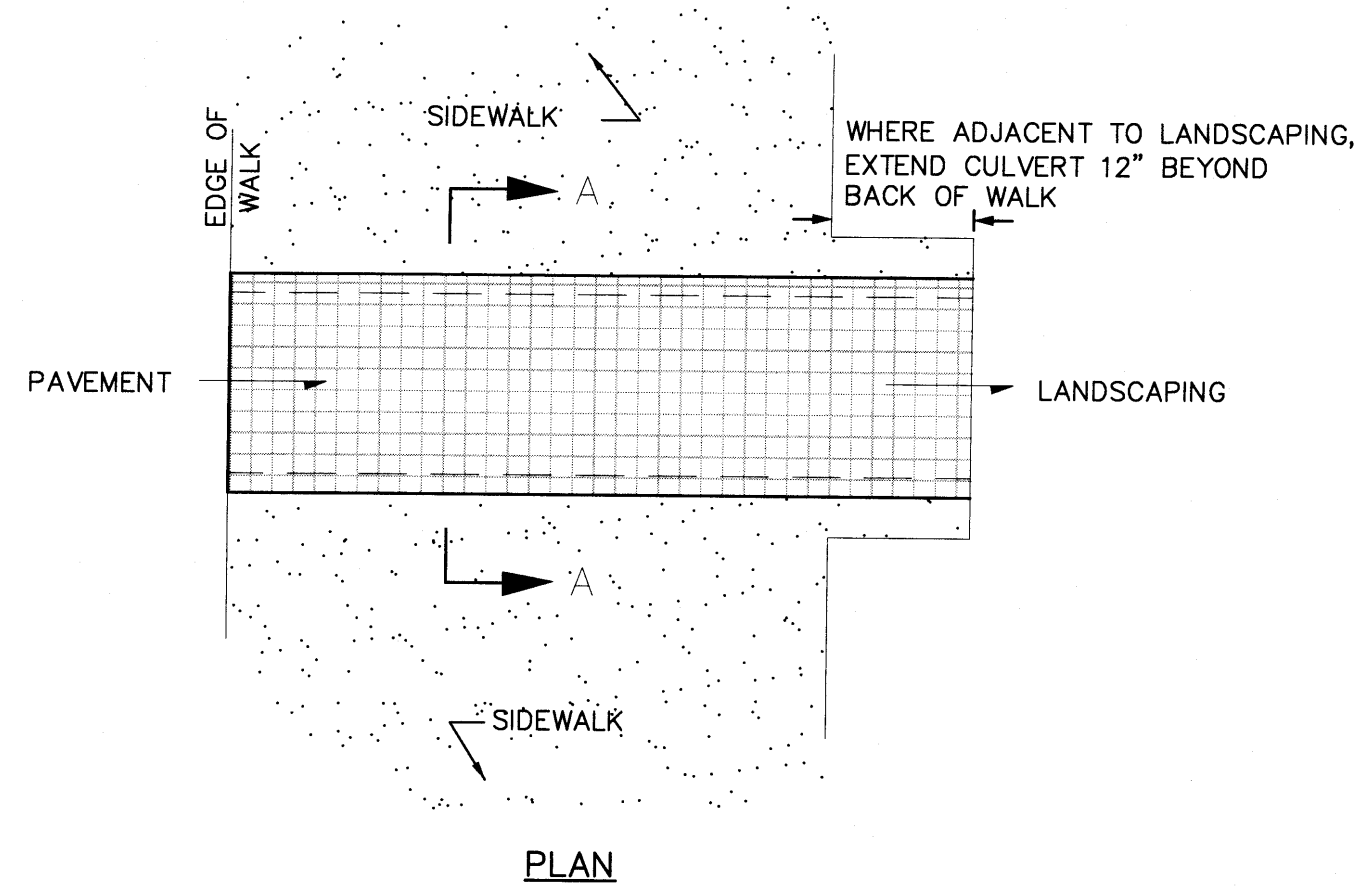 EDGE OF
WALK
SIDEWALK
WHERE ADJACENT TO LANDSCAPING,
EXTEND CULVERT 12" BEYOND
BACK OF WALK
A
PAVEMENT
LANDSCAPING
A
SIDEWALK
PLAN